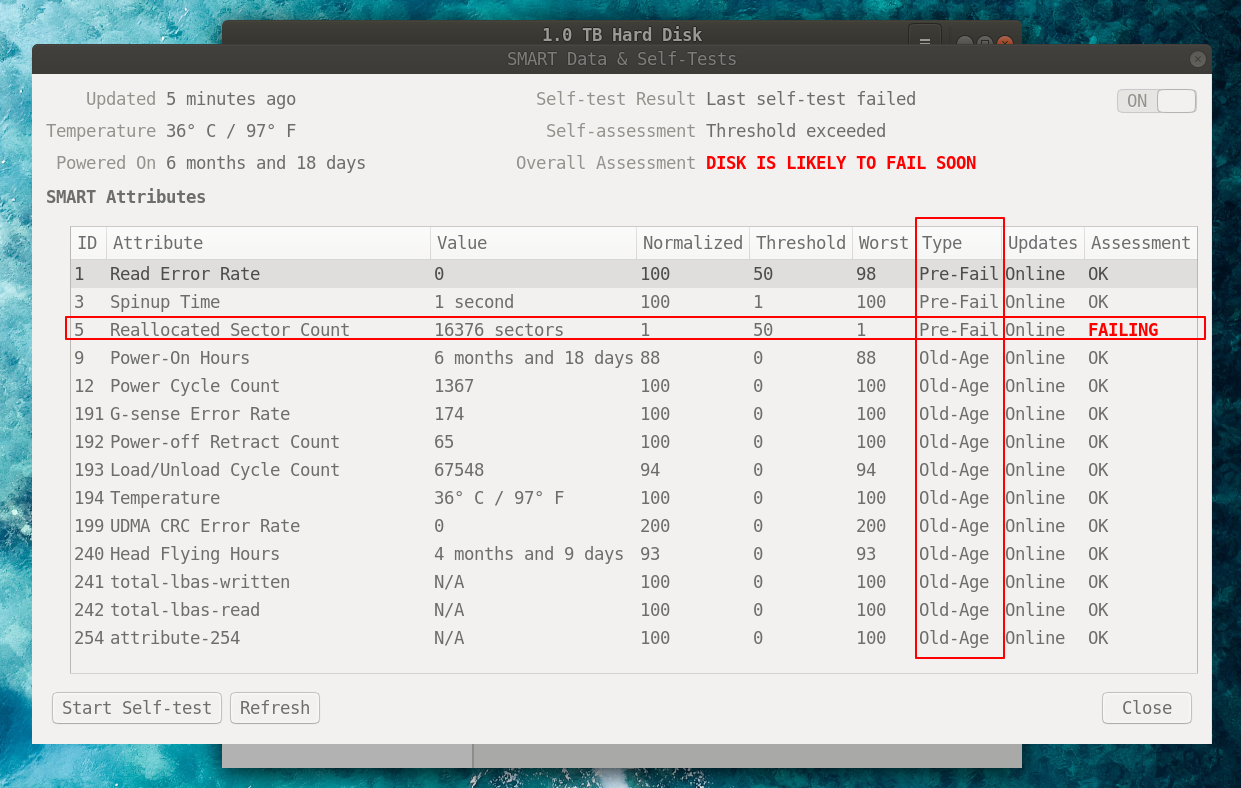 1.0 TB Hard Disk
SMART Data & Self-Tests
Updated 5 minutes ago Self-test Result Last self-test failed ON
Temperature 36° C / 97° F Self-assessment Threshold exceeded
Powered On 6 months and 18 days Overall Assessment DISK IS LIKELY TO FAIL SOON
SMART Attributes
ID Attribute Value Normalized Threshold Worst Type Updates Assessment
1 Read Error Rate 0 100 50 98 Pre-Fail Online OK
3 Spinup Time 1 second 100 1 100 Pre-Fail Online OK
5 Reallocated Sector Count 16376 sectors 1 50 1 Pre-Fail Online FAILING
9 Power-On Hours 6 months and 18 days 88 0 88 Old-Age Online OK
12 Power Cycle Count 1367 100 0 100 Old-Age Online OK
191 G-sense Error Rate 174 100 0 100 Old-Age Online OK
192 Power-off Retract Count 65 100 0 100 Old-Age Online OK
193 Load/Unload Cycle Count 67548 94 0 94 Old-Age Online OK
194 Temperature 36° C / 97° F 100 0 100 Old-Age Online OK
199 UDMA CRC Error Rate 0 200 0 200 Old-Age Online OK
240 Head Flying Hours 4 months and 9 days 93 0 93 Old-Age Online OK
241 total-lbas-written N/A 100 0 100 Old-Age Online OK
242 total-lbas-read N/A 100 0 100 Old-Age Online OK
254 attribute-254 N/A 100 0 100 Old-Age Online OK
Start Self-test Refresh Close